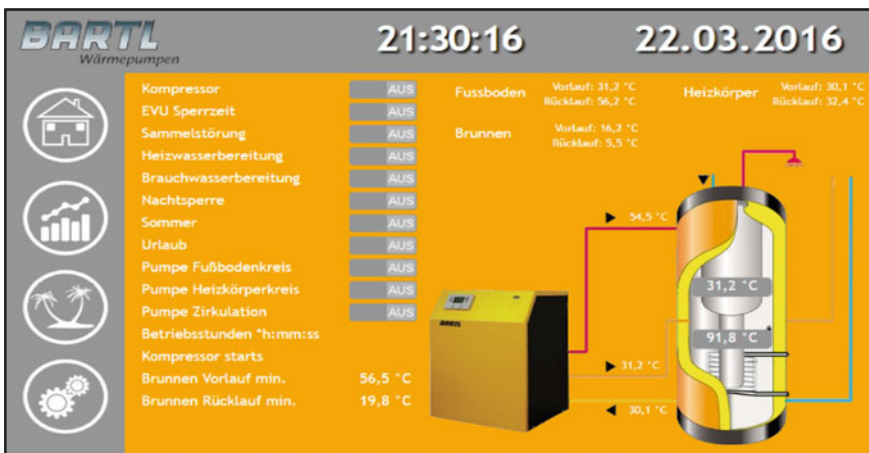 BARTL
Wärmepumpen
21:30:16
22.03.2016
Kompressor AUS
EVU Sperrzeit AUS
Sammelstörung AUS
Heizwasserbereitung AUS
Brauchwasserbereitung AUS
Nachtsperre AUS
Sommer AUS
Urlaub AUS
Pumpe Fußbodenkreis AUS
Pumpe Heizkörperkreis AUS
Pumpe Zirkulation AUS
Betriebsstunden *h:mm:ss
Kompressor starts
Brunnen Vorlauf min. 56,5 °C
Brunnen Rücklauf min. 19,8 °C
Fussboden
Vorlauf: 31,2 °C
Rücklauf: 56,2 °C
Heizkörper
Vorlauf: 30,1 °C
Rücklauf: 32,4 °C
Brunnen
Vorlauf: 16,2 °C
Rücklauf: 5,5 °C
54,5 °C
31,2 °C
91,8 °C
31,2 °C
30,1 °C
BARTL